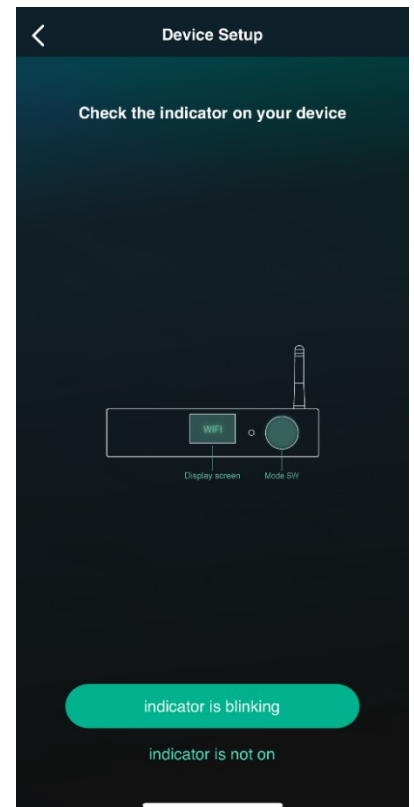 Device Setup
Check the indicator on your device
WIFI
Display screen Mode SW
indicator is blinking
indicator is not on